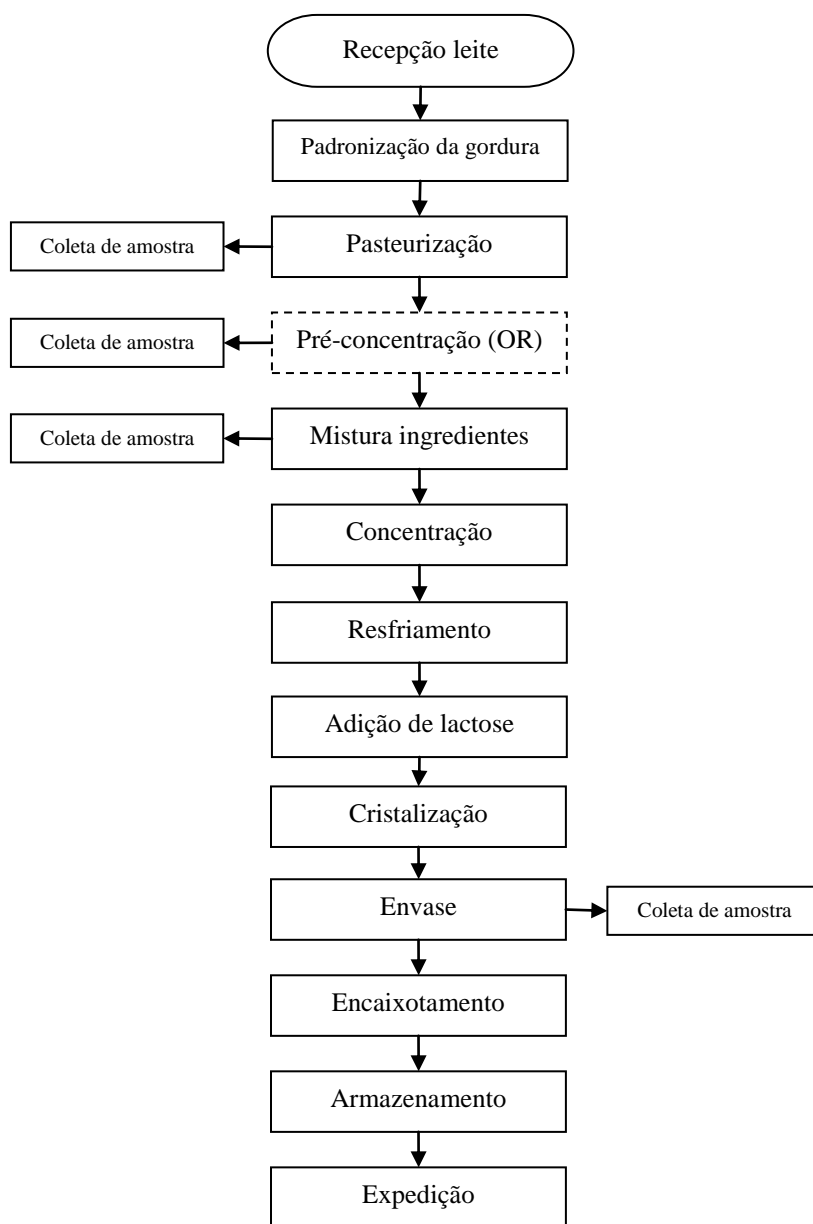 Recepção leite
Padronização da gordura
Coleta de amostra
Pasteurização
Coleta de amostra
Pré-concentração (OR)
Coleta de amostra
Mistura ingredientes
Concentração
Resfriamento
Adição de lactose
Cristalização
Envase
Coleta de amostra
Encaixotamento
Armazenamento
Expedição